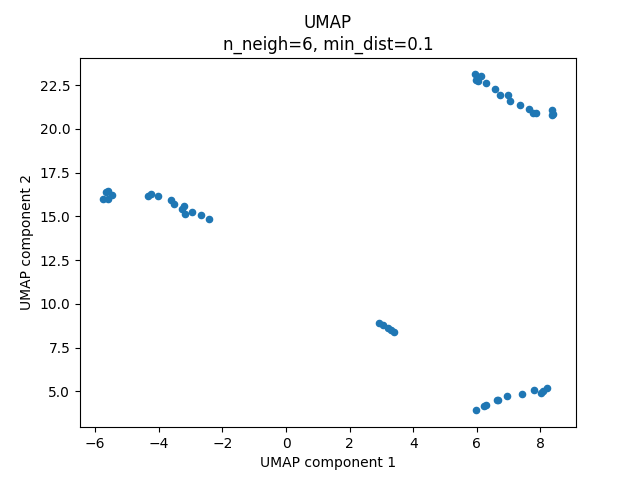 UMAP
n_neigh=6, min_dist=0.1
22.5
20.0
17.5
15.0
12.5
10.0
7.5
5.0
UMAP component 2
−6 −4 −2 0 2 4 6 8
UMAP component 1